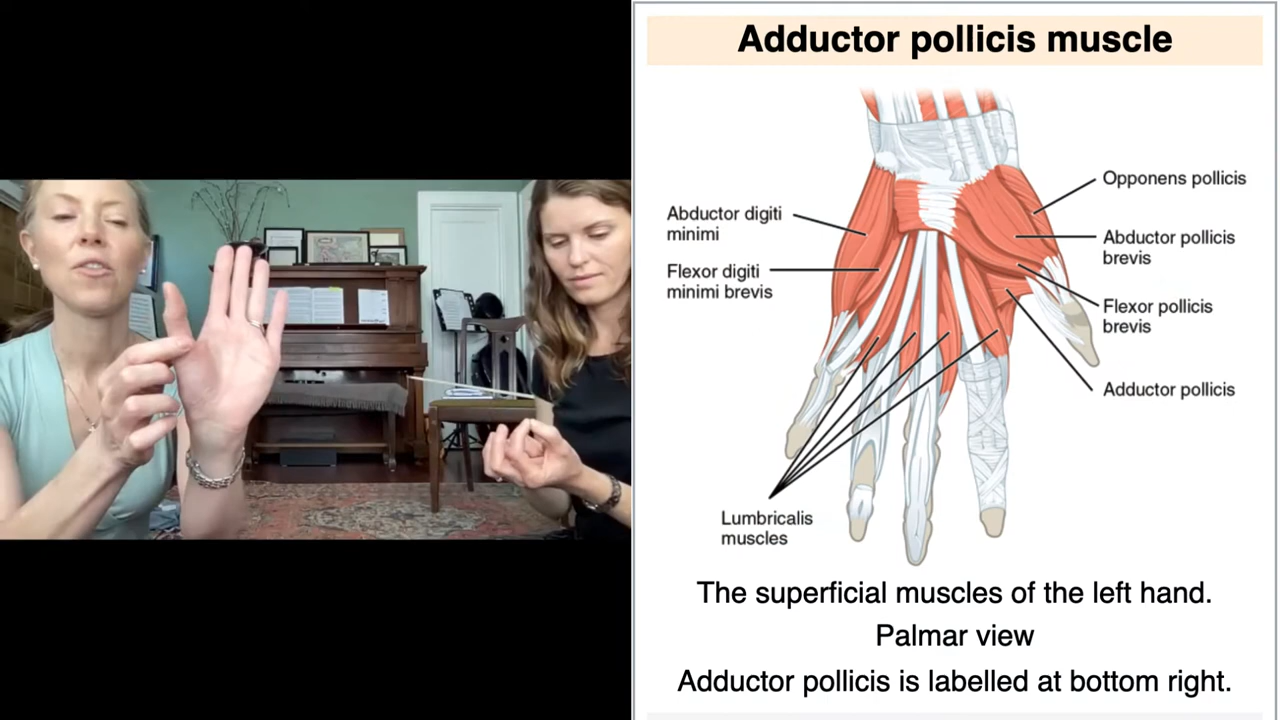 Adductor pollicis muscle
Opponens pollicis
Abductor digiti
minimi
Abductor pollicis
brevis
Flexor digiti
minimi brevis
Flexor pollicis
brevis
Adductor pollicis
Lumbricalis
muscles
The superficial muscles of the left hand.
Palmar view
Adductor pollicis is labelled at bottom right.